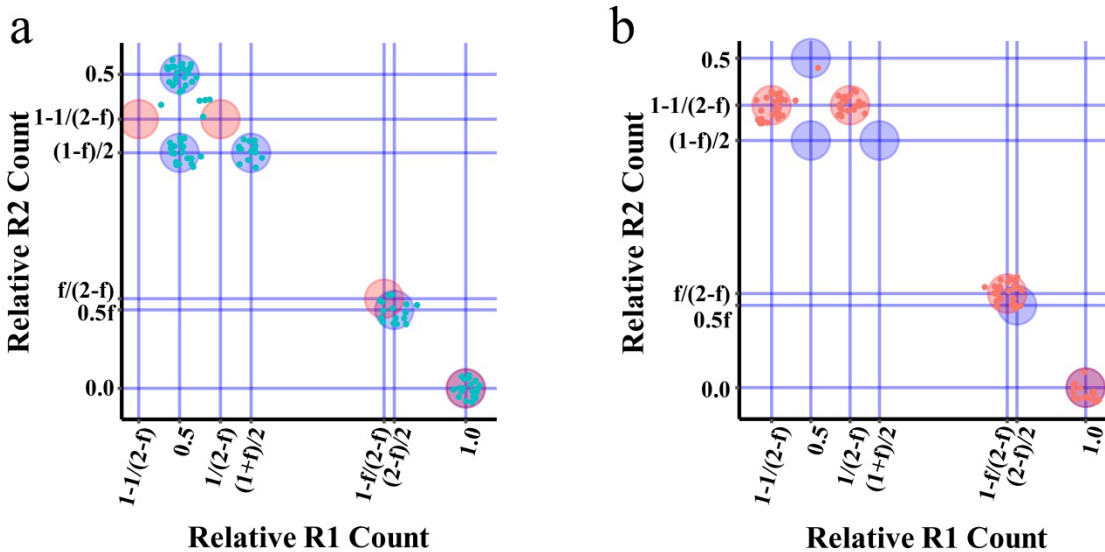 a
Relative R2 Count
0.5
1-1/(2-f)
(1-f)/2
f/(2-f)
0.5f
0.0
1-1/(2-f)
0.5
1/(2-f)
(1+f)/2
1-f/(2-f)
(2-f)/2
1.0
Relative R1 Count
b
Relative R2 Count
0.5
1-1/(2-f)
(1-f)/2
f/(2-f)
0.5f
0.0
1-1/(2-f)
0.5
1/(2-f)
(1+f)/2
1-f/(2-f)
(2-f)/2
1.0
Relative R1 Count